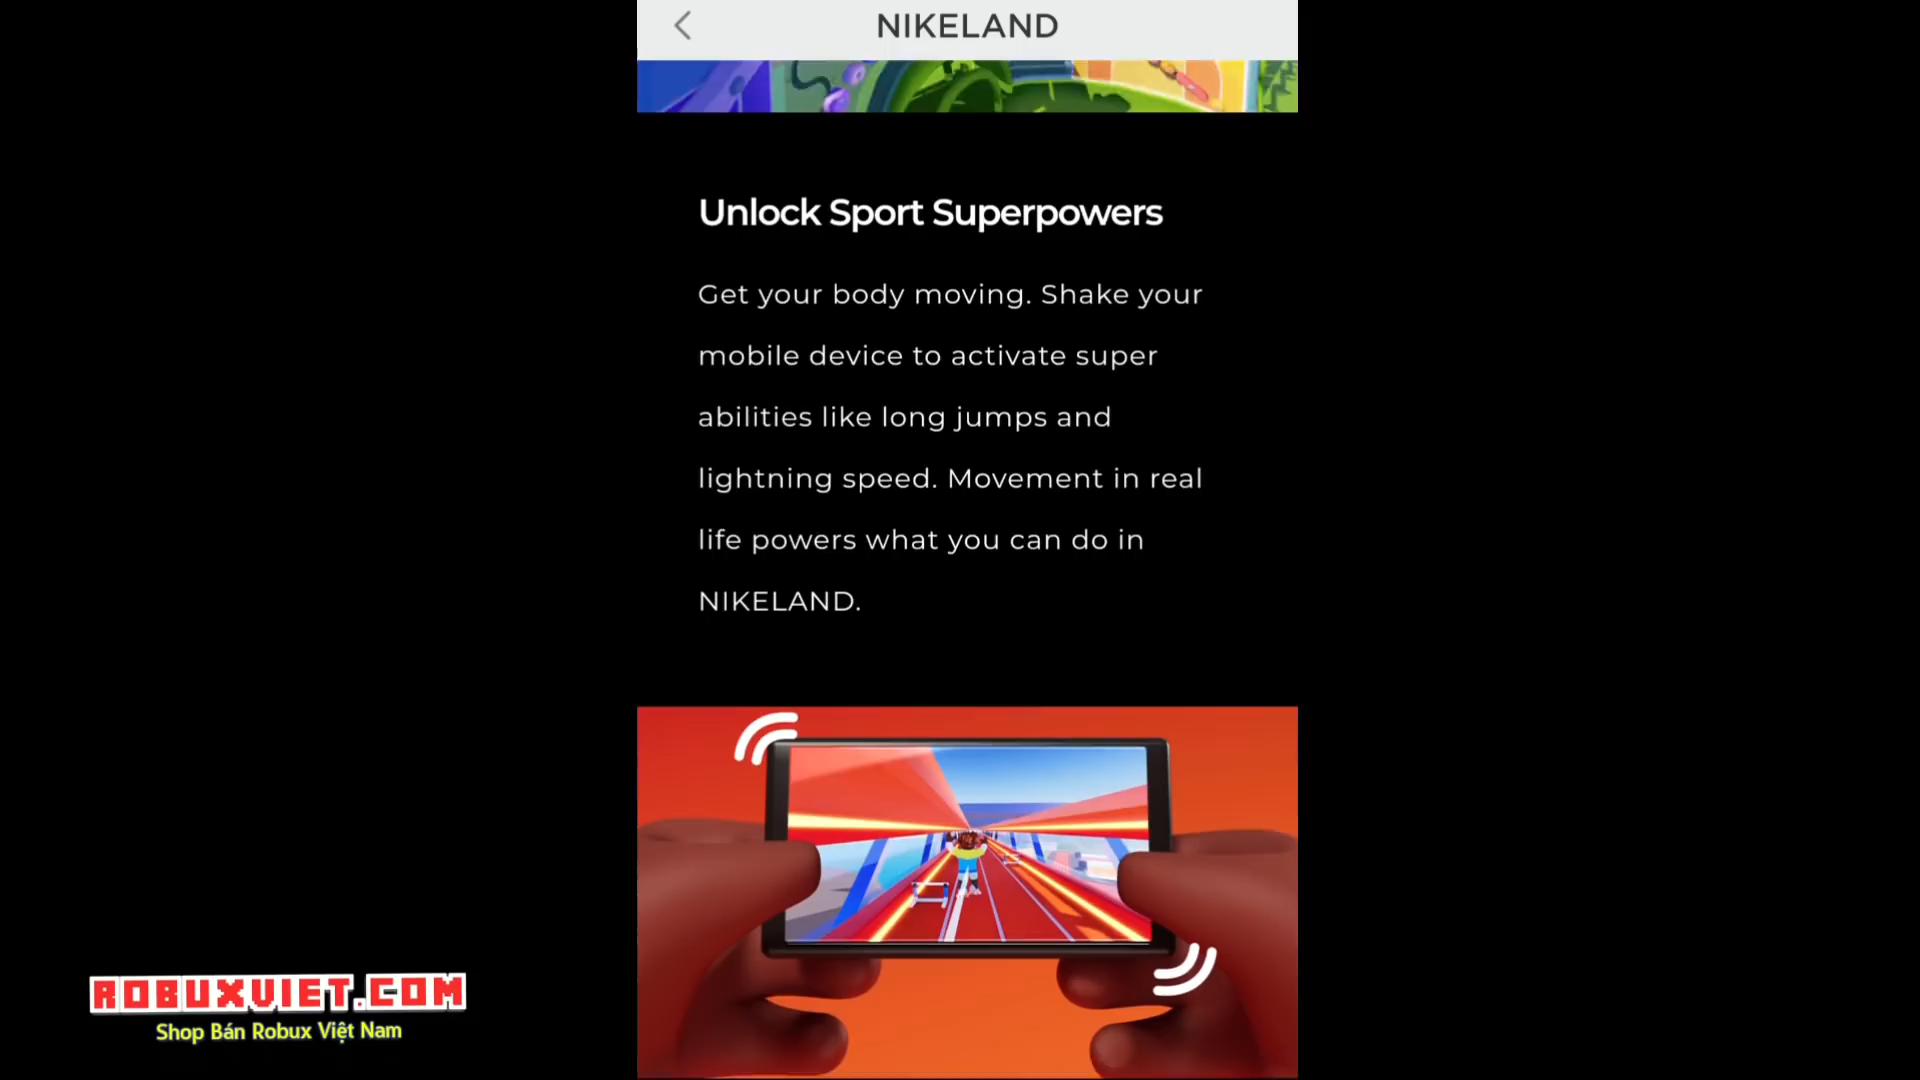 NIKELAND
Unlock Sport Superpowers
Get your body moving. Shake your
mobile device to activate super
abilities like long jumps and
lightning speed. Movement in real
life powers what you can do in
NIKELAND.
ROBUXVIET.COM
Shop Bán Robux Việt Nam